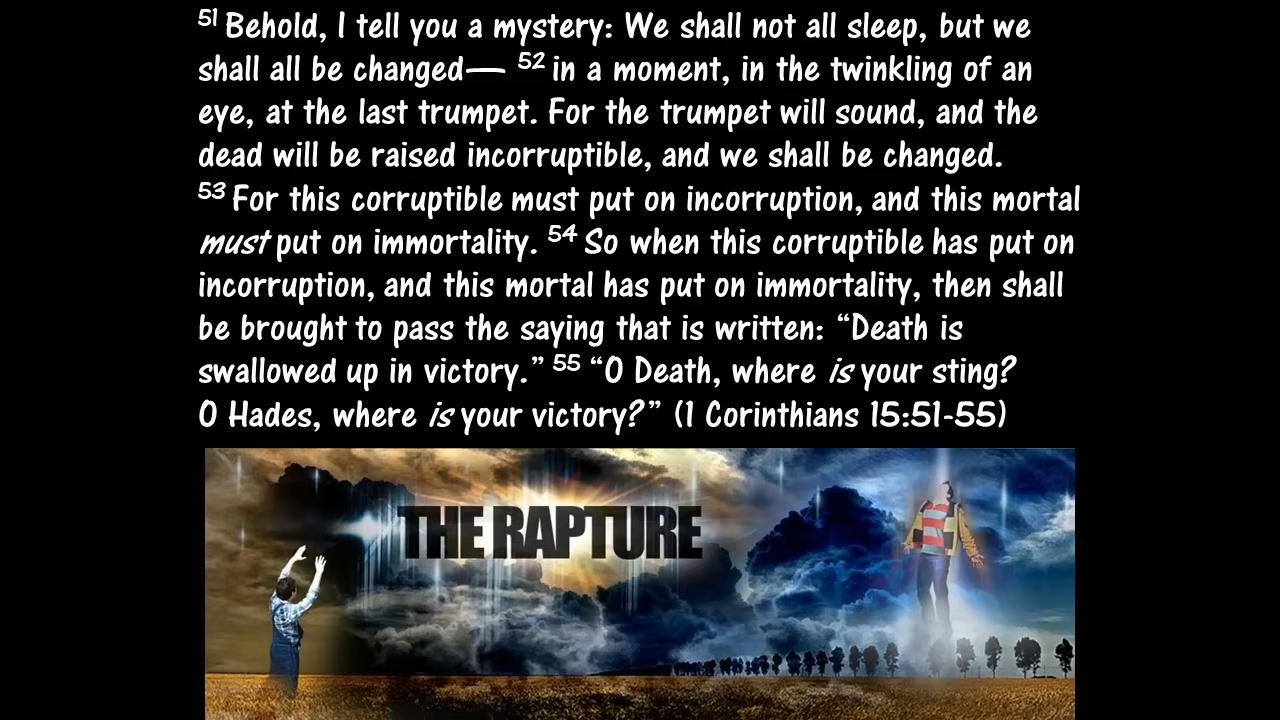 51 Behold, I tell you a mystery: We shall not all sleep, but we
shall all be changed— 52 in a moment, in the twinkling of an
eye, at the last trumpet. For the trumpet will sound, and the
dead will be raised incorruptible, and we shall be changed.
53 For this corruptible must put on incorruption, and this mortal
must put on immortality. 54 So when this corruptible has put on
incorruption, and this mortal has put on immortality, then shall
be brought to pass the saying that is written: “Death is
swallowed up in victory.” 55 “O Death, where is your sting?
O Hades, where is your victory?” (1 Corinthians 15:51-55)
THE RAPTURE